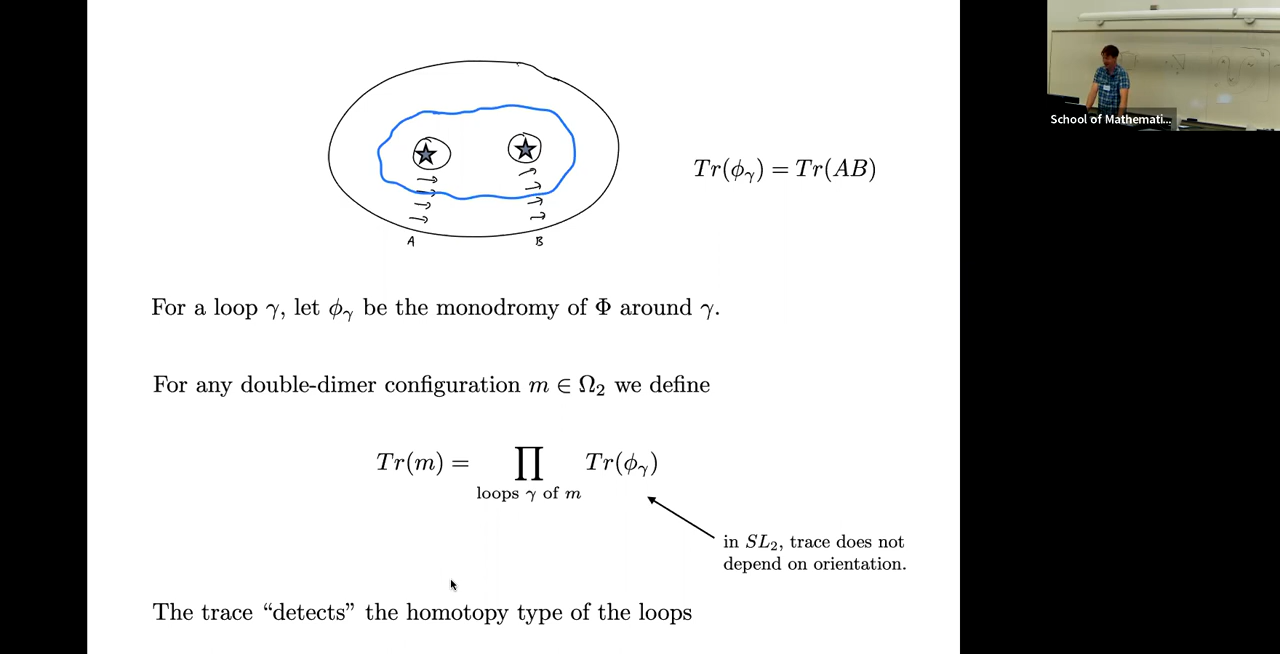 School of Mathemati...
Tr(ϕ_γ) = Tr(AB)
A B
For a loop γ, let ϕ_γ be the monodromy of Φ around γ.
For any double-dimer configuration m ∈ Ω₂ we define
Tr(m) = ∏ Tr(ϕ_γ)
loops γ of m
in SL₂, trace does not
depend on orientation.
The trace “detects” the homotopy type of the loops